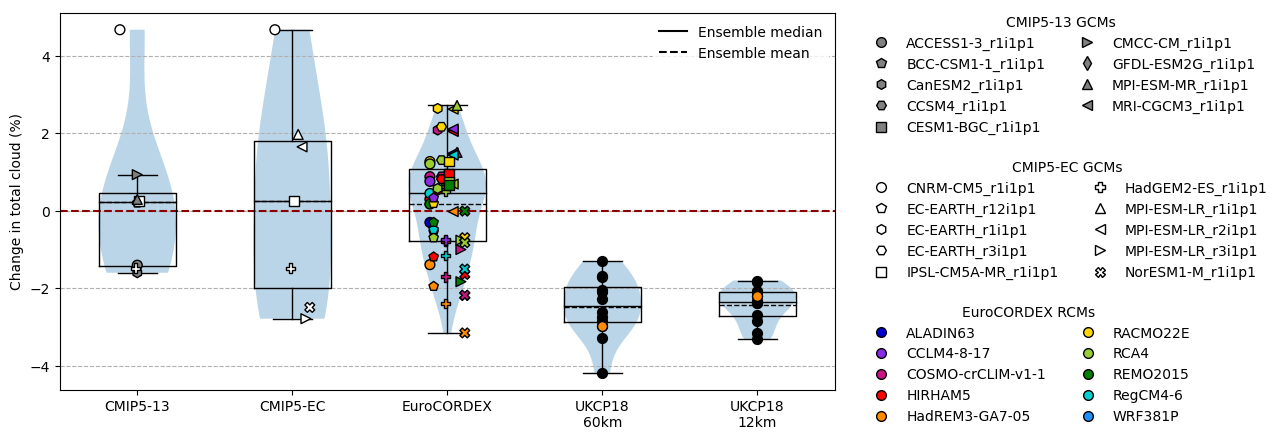 Change in total cloud (%)
4
2
0
−2
−4
Ensemble median
Ensemble mean
CMIP5-13
CMIP5-EC
EuroCORDEX
UKCP18
60km
UKCP18
12km
CMIP5-13 GCMs
ACCESS1-3_r1i1p1
BCC-CSM1-1_r1i1p1
CanESM2_r1i1p1
CCSM4_r1i1p1
CESM1-BGC_r1i1p1
CMCC-CM_r1i1p1
GFDL-ESM2G_r1i1p1
MPI-ESM-MR_r1i1p1
MRI-CGCM3_r1i1p1
CMIP5-EC GCMs
CNRM-CM5_r1i1p1
EC-EARTH_r12i1p1
EC-EARTH_r1i1p1
EC-EARTH_r3i1p1
IPSL-CM5A-MR_r1i1p1
HadGEM2-ES_r1i1p1
MPI-ESM-LR_r1i1p1
MPI-ESM-LR_r2i1p1
MPI-ESM-LR_r3i1p1
NorESM1-M_r1i1p1
EuroCORDEX RCMs
ALADIN63
CCLM4-8-17
COSMO-crCLIM-v1-1
HIRHAM5
HadREM3-GA7-05
RACMO22E
RCA4
REMO2015
RegCM4-6
WRF381P